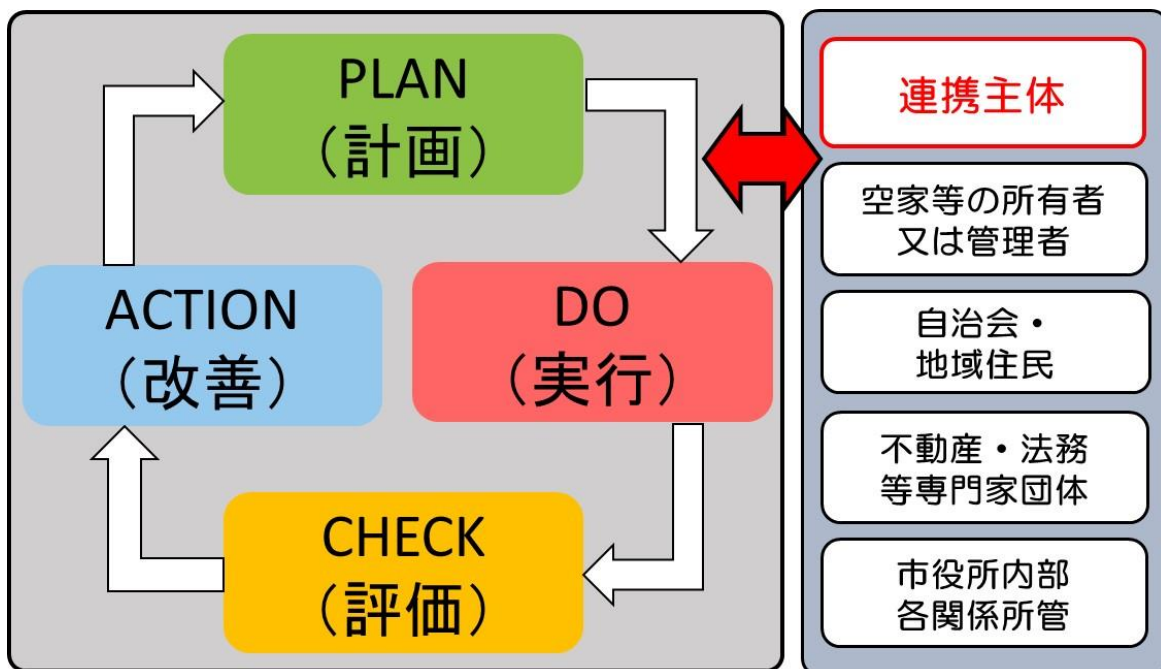 PLAN
（計画）
ACTION
（改善）
DO
（実行）
CHECK
（評価）
連携主体
空家等の所有者
又は管理者
自治会・
地域住民
不動産・法務
等専門家団体
市役所内部
各関係所管